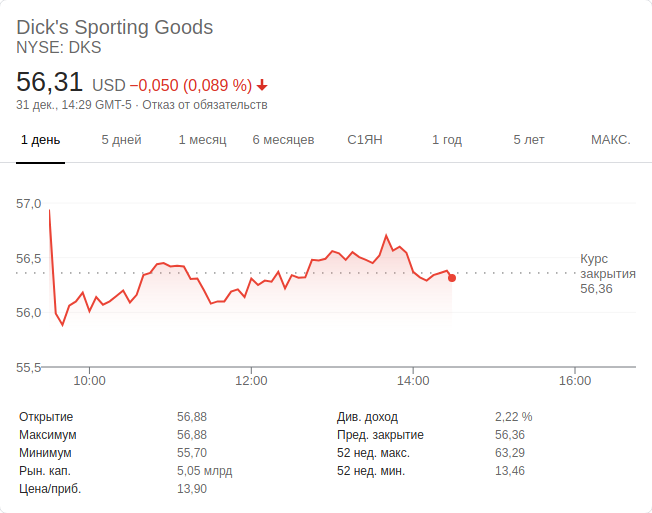 Dick's Sporting Goods
NYSE: DKS
56,31 USD −0,050 (0,089 %)
31 дек., 14:29 GMT-5 · Отказ от обязательств
1 день 5 дней 1 месяц 6 месяцев С1ЯН 1 год 5 лет МАКС.
57,0
56,5
Курс
закрытия
56,36
56,0
55,5
10:00 12:00 14:00 16:00
Открытие 56,88 Див. доход 2,22 %
Максимум 56,88 Пред. закрытие 56,36
Минимум 55,70 52 нед. макс. 63,29
Рын. кап. 5,05 млрд 52 нед. мин. 13,46
Цена/приб. 13,90